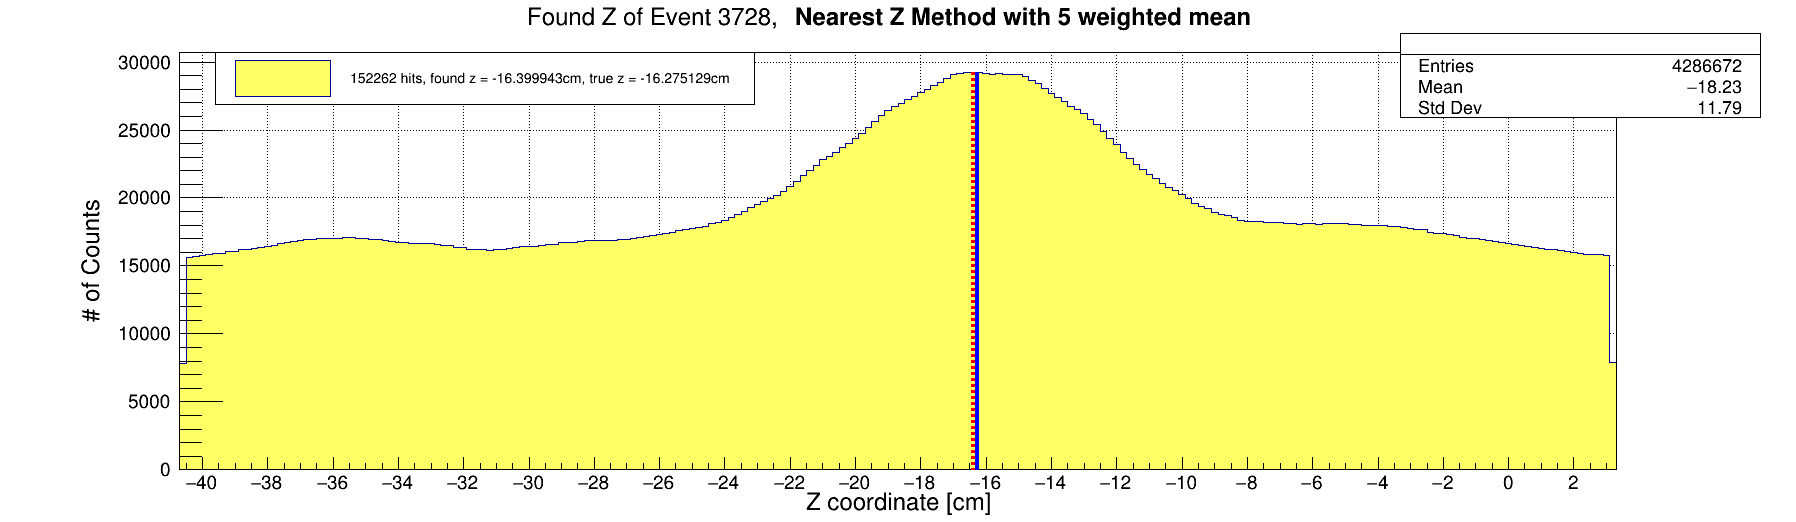 Found Z of Event 3728, Nearest Z Method with 5 weighted mean
152262 hits, found z = -16.399943cm, true z = -16.275129cm
Entries 4286672
Mean −18.23
Std Dev 11.79
# of Counts
30000
25000
20000
15000
10000
5000
0
−40 −38 −36 −34 −32 −30 −28 −26 −24 −22 −20 −18 −16 −14 −12 −10 −8 −6 −4 −2 0 2
Z coordinate [cm]